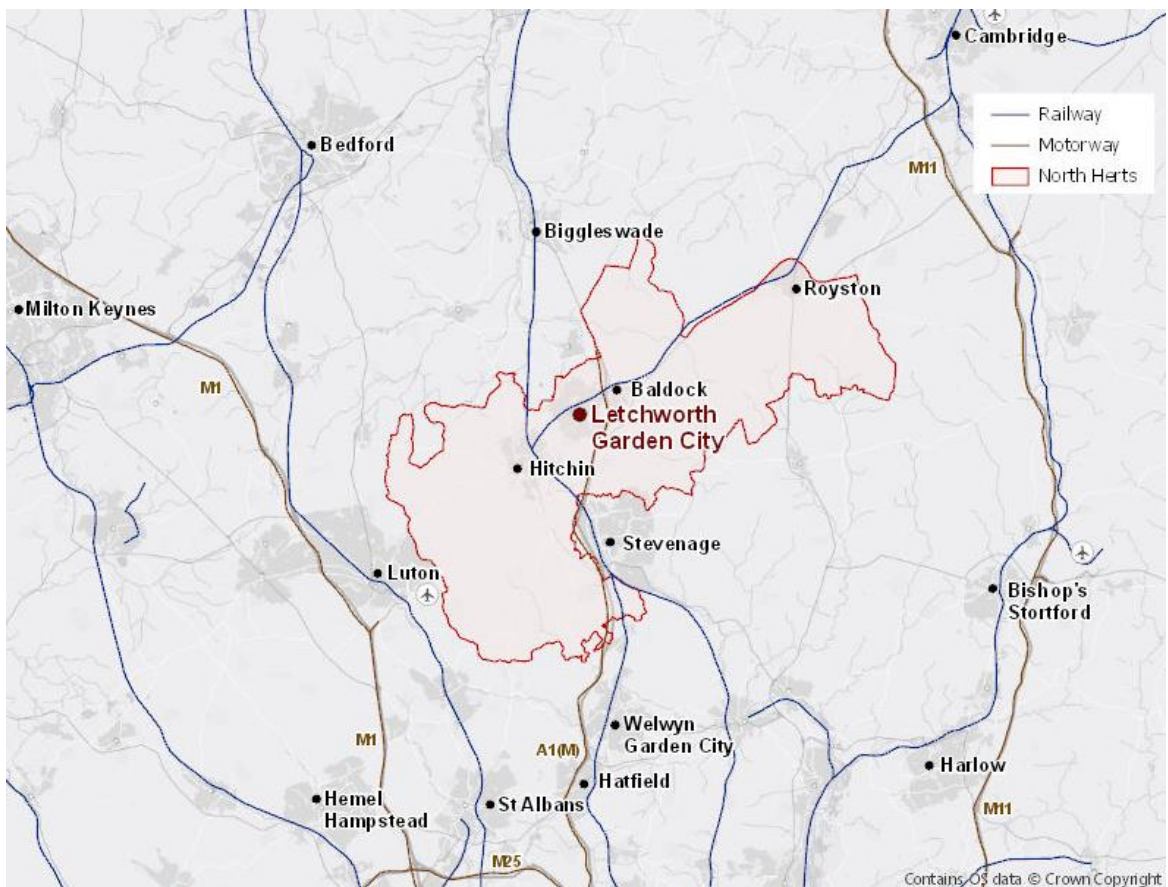 Cambridge
Railway
Motorway
North Herts
Bedford
M11
Biggleswade
Royston
Milton Keynes
M1
Baldock
Letchworth
Garden City
Hitchin
Stevenage
Luton
Bishop's
Stortford
Welwyn
Garden City
M1
A1(M)
Harlow
Hatfield
Hemel
Hampstead
St Albans
M11
M25
Contains OS data © Crown Copyright